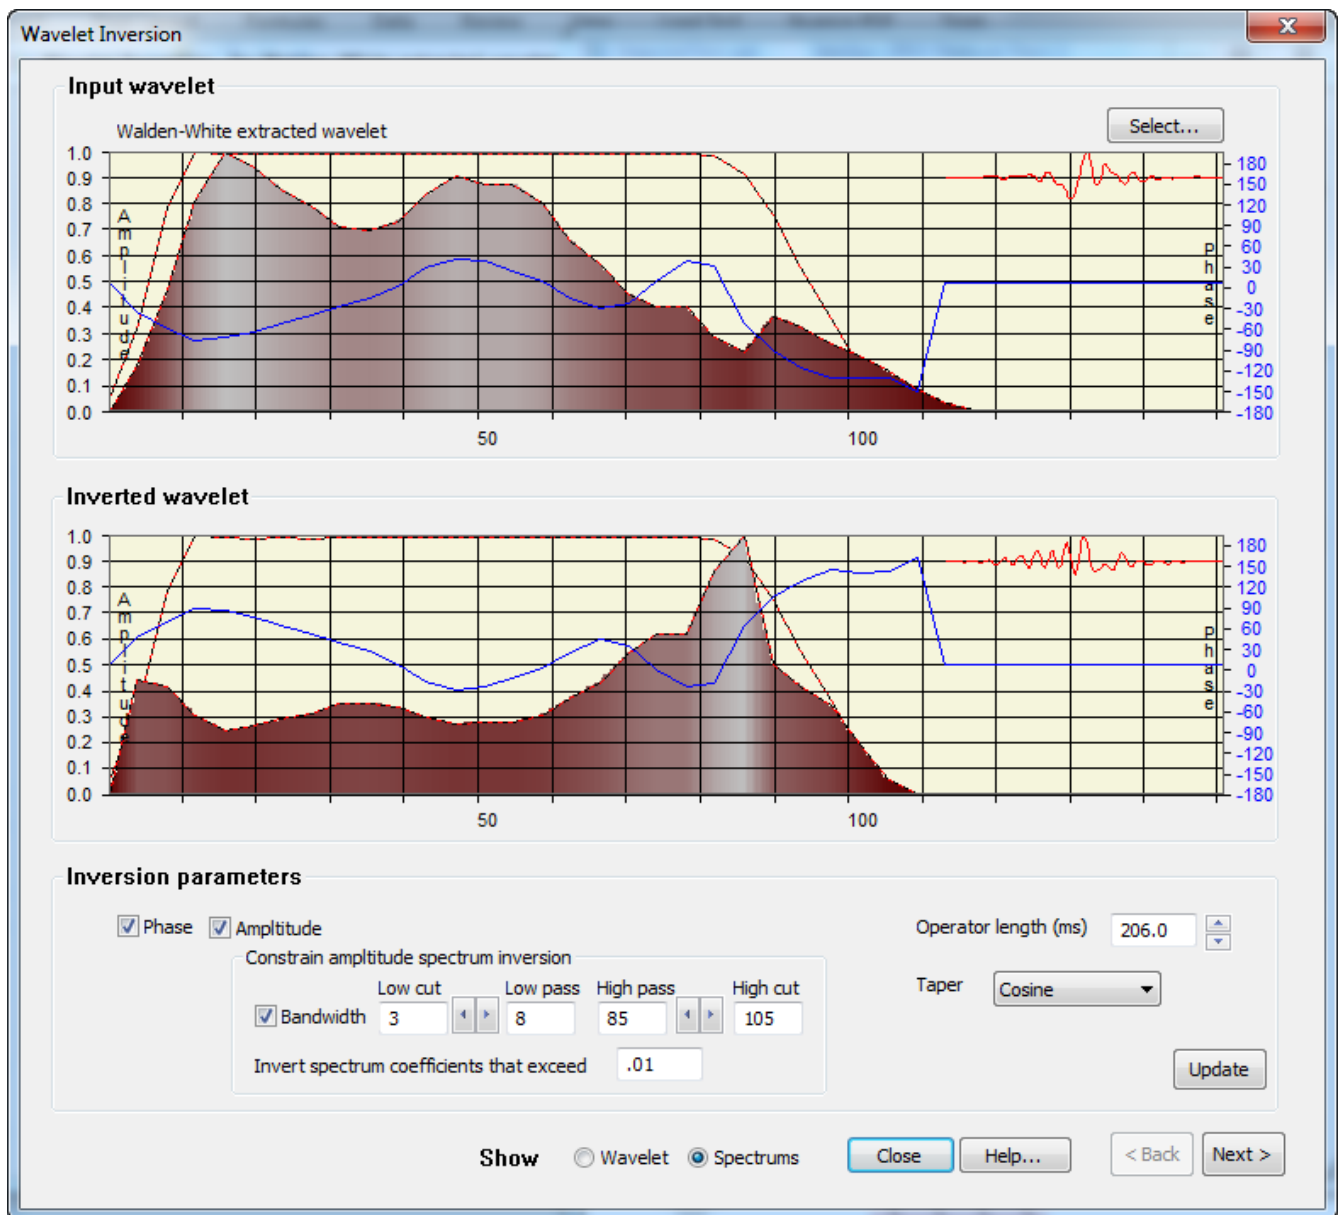 Wavelet Inversion
Input wavelet
Walden-White extracted wavelet
Select...
1.0
0.9
0.8
0.7
0.6
0.5
0.4
0.3
0.2
0.1
0.0
Amplitude
50
100
Phase
180
150
120
90
60
30
0
-30
-60
-90
-120
-150
-180
Inverted wavelet
1.0
0.9
0.8
0.7
0.6
0.5
0.4
0.3
0.2
0.1
0.0
Amplitude
50
100
Phase
180
150
120
90
60
30
0
-30
-60
-90
-120
-150
-180
Inversion parameters
Phase Ampltitude
Constrain ampltitude spectrum inversion
Low cut Low pass High pass High cut
Bandwidth 3 8 85 105
Invert spectrum coefficients that exceed .01
Operator length (ms) 206.0
Taper Cosine
Update
Show Wavelet Spectrums Close Help... < Back Next >